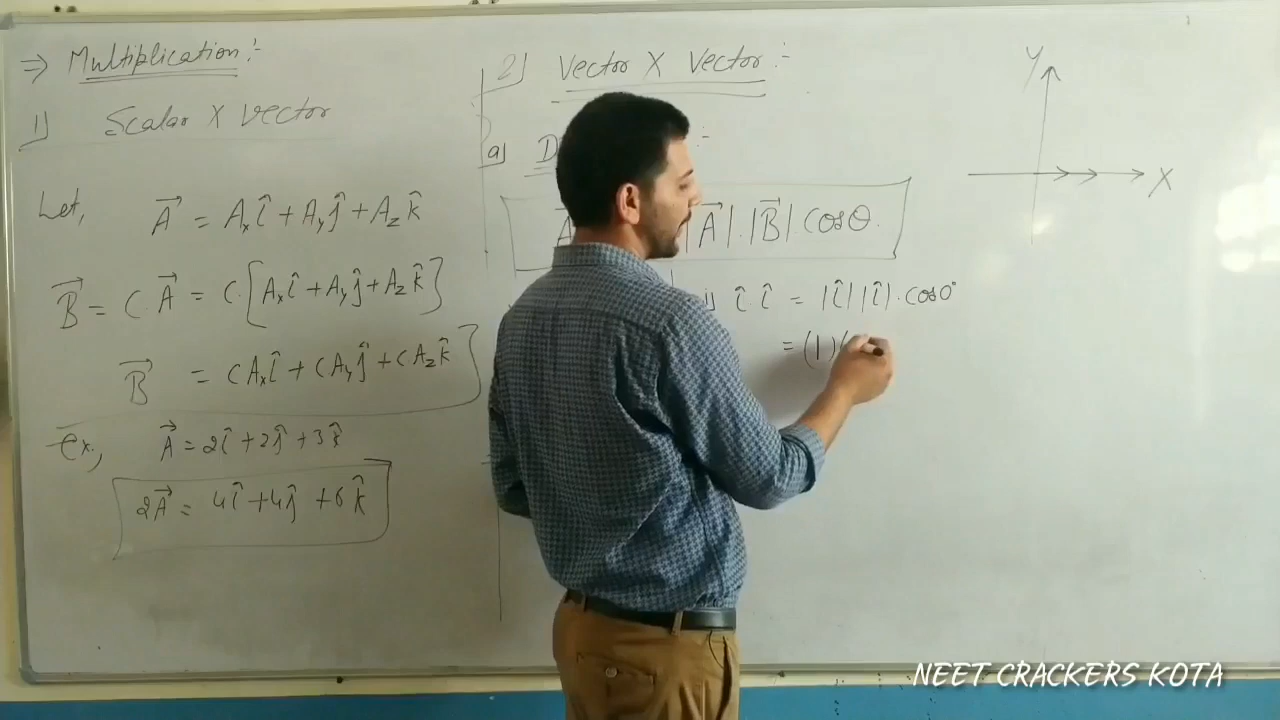 ⇒ Multiplication :-
1) Scalar X Vector
Let, A⃗ = Aₓî + Aᵧĵ + A_z k̂
B⃗ = C. A⃗ = C. [Aₓî + Aᵧĵ + A_z k̂]
B⃗ = CAₓî + CAᵧĵ + CA_z k̂
Ex., A⃗ = 2î + 2ĵ + 3k̂
2A⃗ = 4î + 4ĵ + 6k̂
2) Vector X Vector :-
a) D :-
|A⃗|.|B⃗| cosθ.
î î = |î| |î| . cos0°
= (1)(
Y
X
NEET CRACKERS KOTA